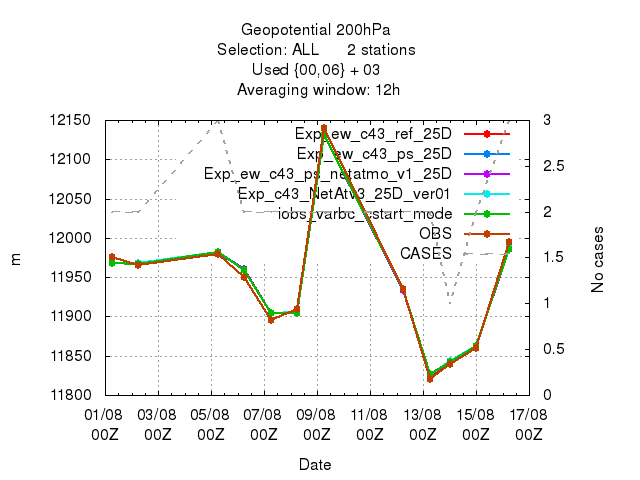 Geopotential 200hPa
Selection: ALL 2 stations
Used {00,06} + 03
Averaging window: 12h
12150
12100
12050
12000
11950
11900
11850
11800
m
3
2.5
2
1.5
1
0.5
0
No cases
Exp_ew_c43_ref_25D
Exp_ew_c43_ps_25D
Exp_ew_c43_ps_netatmo_v1_25D
Exp_c43_NetAtv3_25D_ver01
iobs_varbc_cstart_mode
OBS
CASES
01/08 03/08 05/08 07/08 09/08 11/08 13/08 15/08 17/08
00Z 00Z 00Z 00Z 00Z 00Z 00Z 00Z 00Z
Date